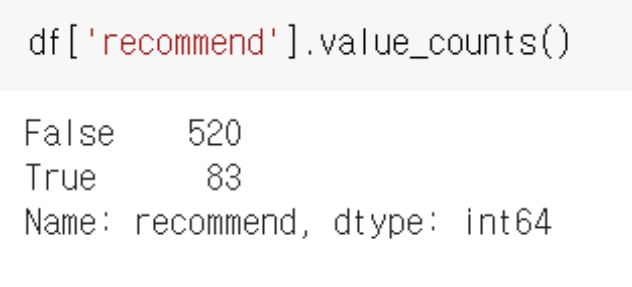 df['recommend'].value_counts()
False    520
True      83
Name: recommend, dtype: int64